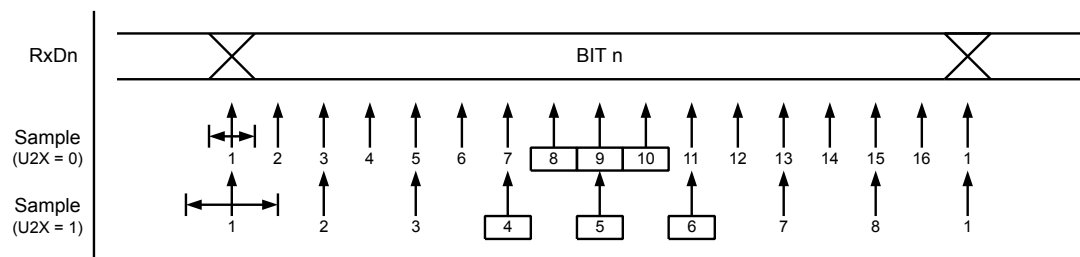 RxDn BIT n
Sample
(U2X = 0) 1 2 3 4 5 6 7 8 9 10 11 12 13 14 15 16 1
Sample
(U2X = 1) 1 2 3 4 5 6 7 8 1